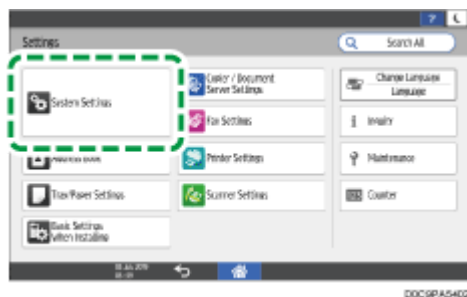 ?
Settings
Search All
System Settings
Copier / Document
Server Settings
Change Language
Language
Fax Settings
Inquiry
Address Book
Printer Settings
Maintenance
Tray/Paper Settings
Scanner Settings
Counter
Basic Settings
When Installing
D0C9PA5402